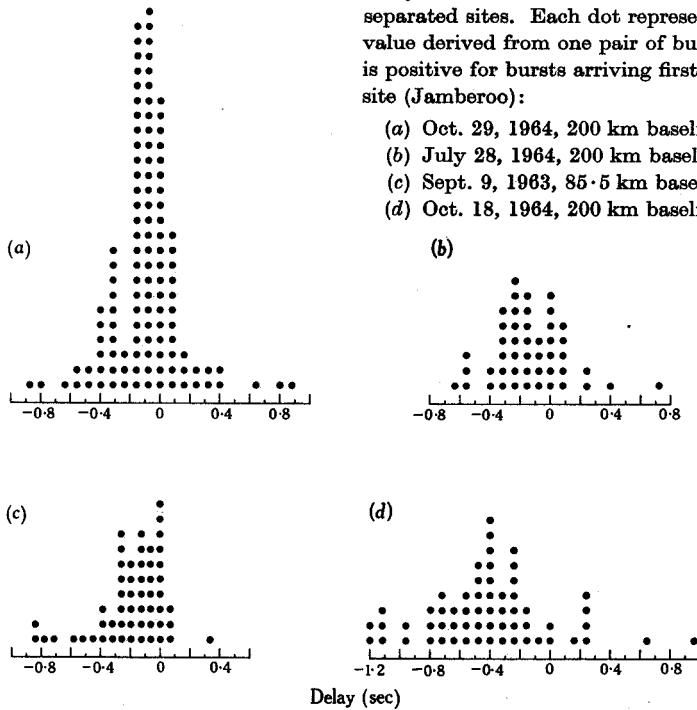 separated sites. Each dot represe
value derived from one pair of bu
is positive for bursts arriving first
site (Jamberoo):
(a) Oct. 29, 1964, 200 km basel
(b) July 28, 1964, 200 km basel
(c) Sept. 9, 1963, 85·5 km base
(d) Oct. 18, 1964, 200 km basel
(a)
(b)
-0·8 -0·4 0 0·4 0·8
-0·8 -0·4 0 0·4 0·8
(c)
(d)
-0·8 -0·4 0 0·4
-1·2 -0·8 -0·4 0 0·4 0·8
Delay (sec)